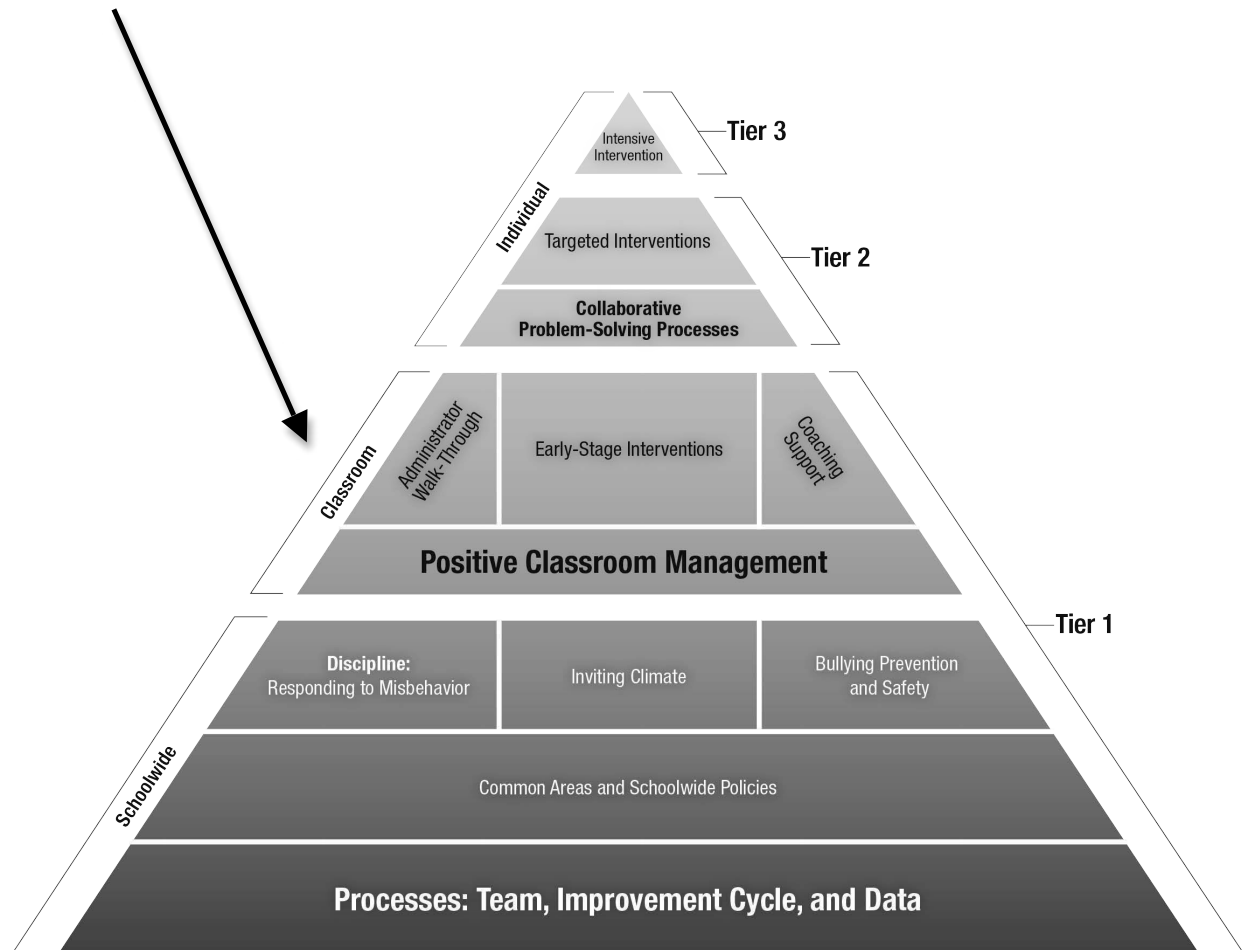 Tier 3
Intensive
Intervention
Individual
Targeted Interventions
Tier 2
Collaborative
Problem-Solving Processes
Classroom
Administrator
Walk-Through
Early-Stage Interventions
Coaching
Support
Positive Classroom Management
Tier 1
Schoolwide
Discipline:
Responding to Misbehavior
Inviting Climate
Bullying Prevention
and Safety
Common Areas and Schoolwide Policies
Processes: Team, Improvement Cycle, and Data